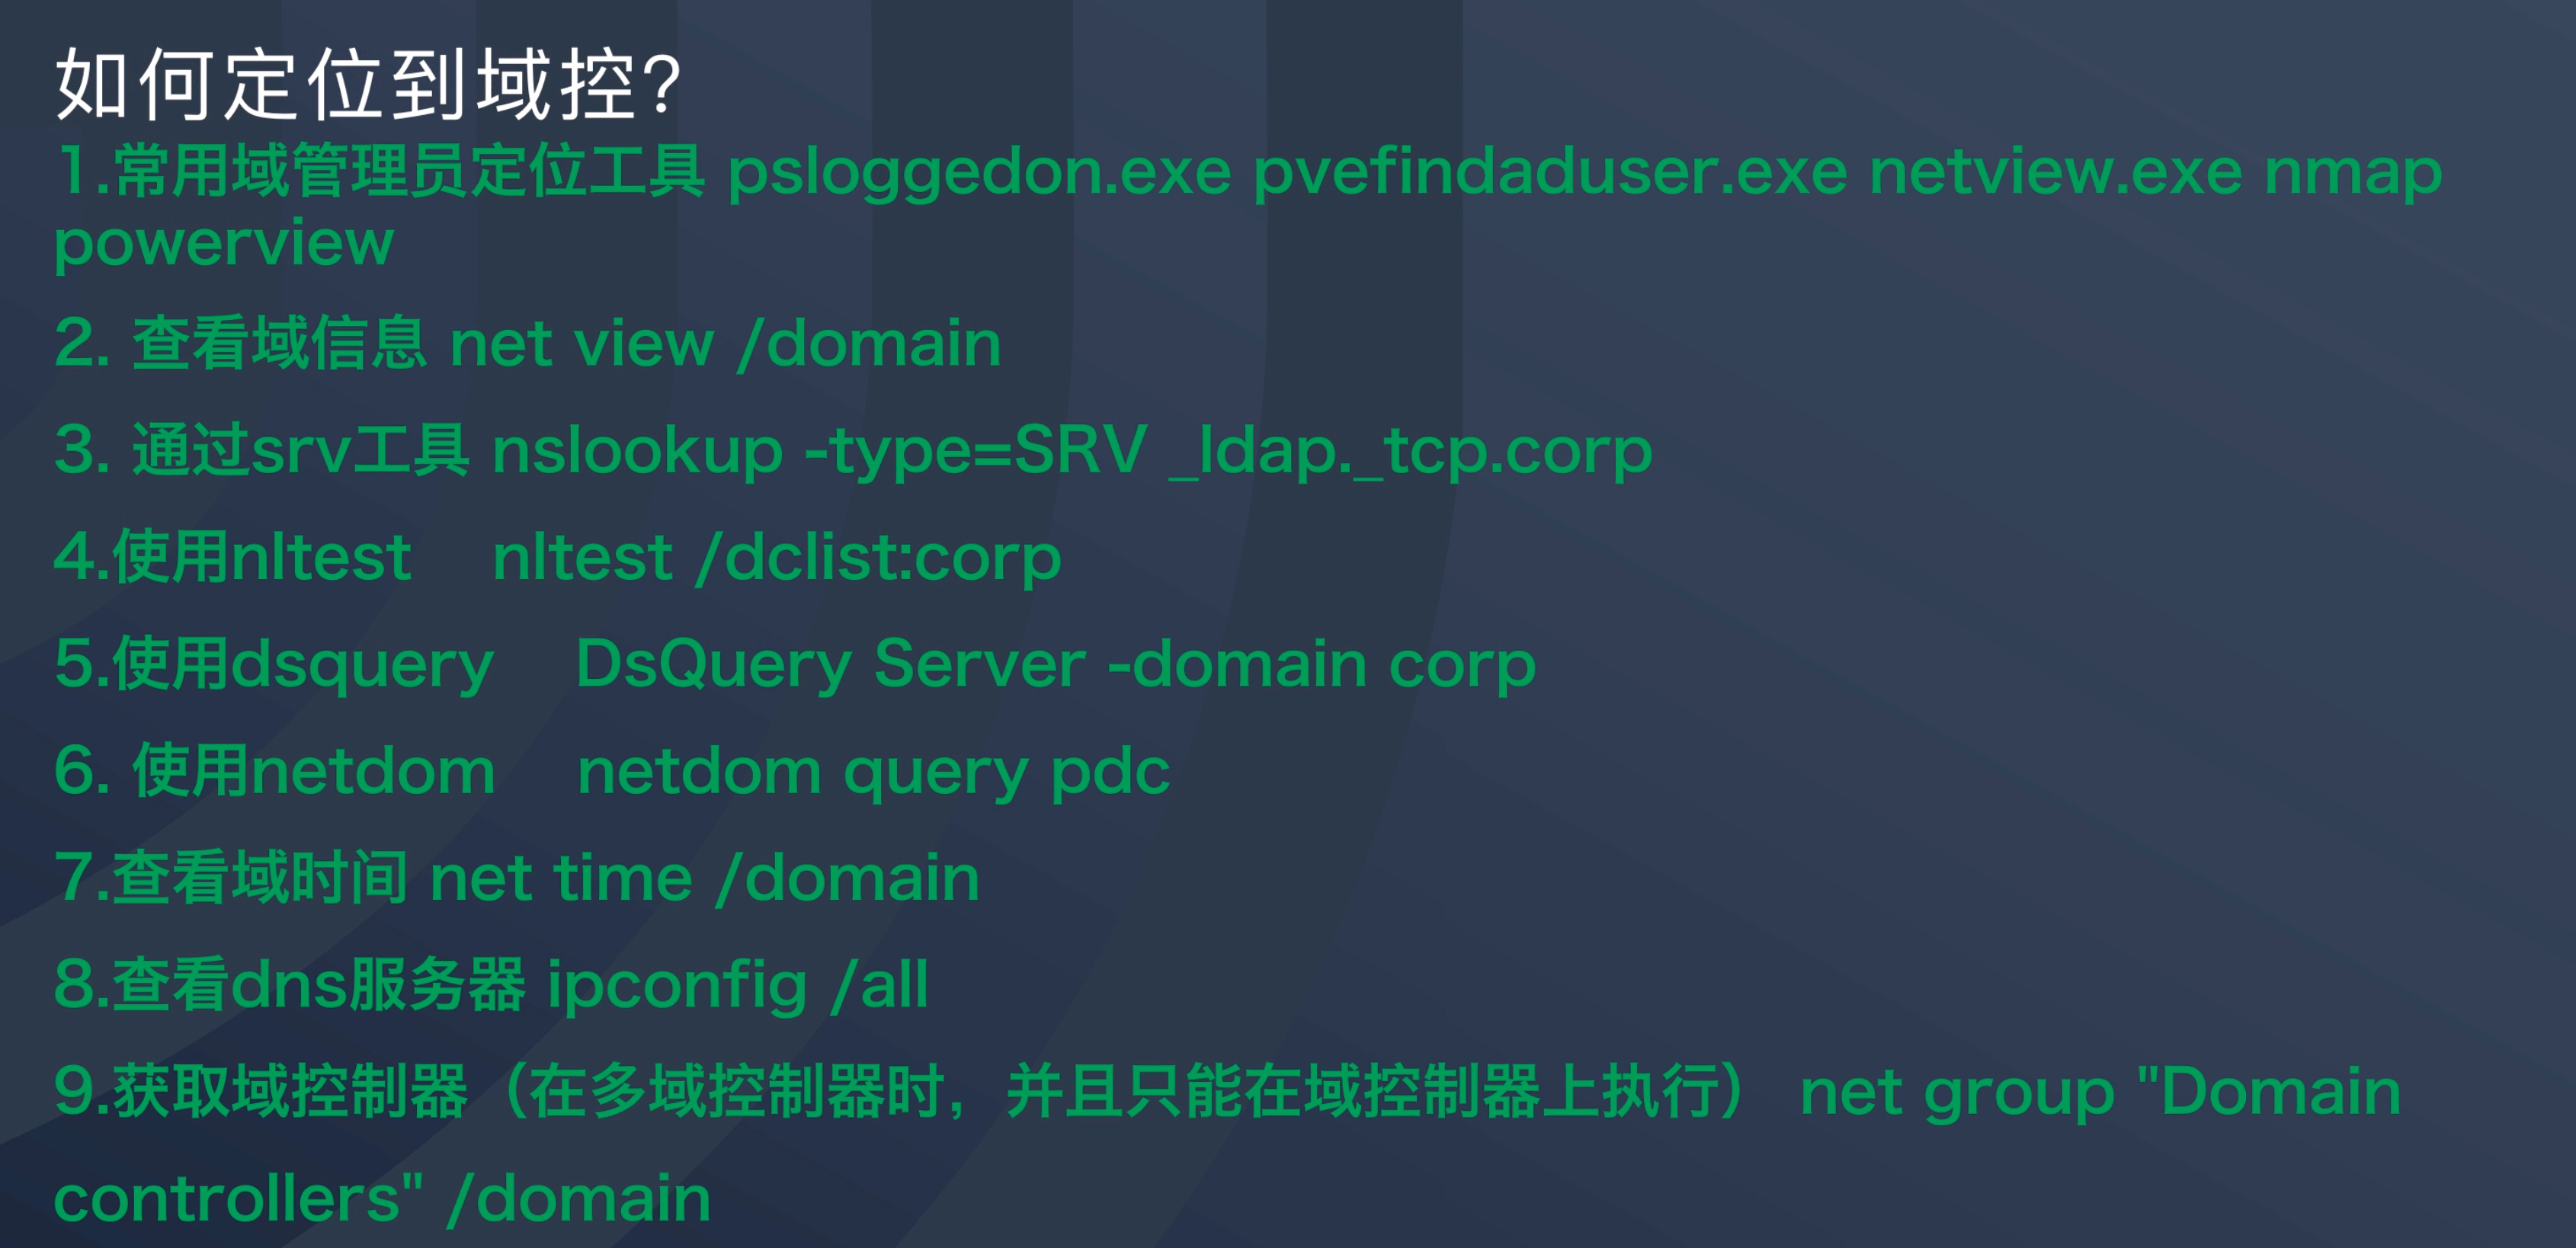 如何定位到域控?
1.常用域管理员定位工具 psloggedon.exe pvefindaduser.exe netview.exe nmap
powerview
2. 查看域信息 net view /domain
3. 通过srv工具 nslookup -type=SRV _ldap._tcp.corp
4.使用nltest    nltest /dclist:corp
5.使用dsquery    DsQuery Server -domain corp
6. 使用netdom    netdom query pdc
7.查看域时间 net time /domain
8.查看dns服务器 ipconfig /all
9.获取域控制器（在多域控制器时，并且只能在域控制器上执行） net group "Domain
controllers" /domain